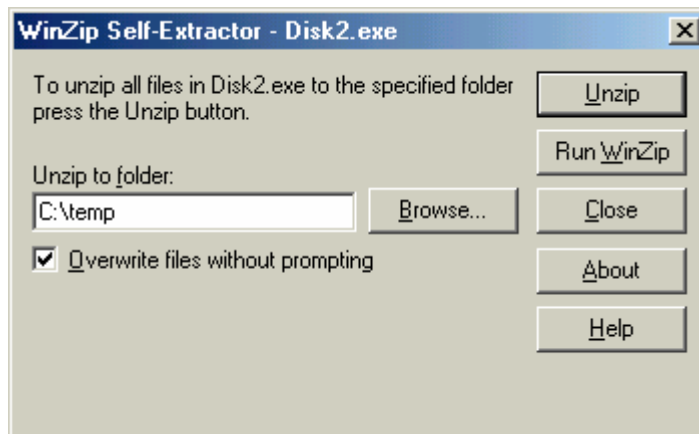 WinZip Self-Extractor - Disk2.exe
To unzip all files in Disk2.exe to the specified folder
press the Unzip button.
Unzip to folder:
C:\temp
Browse...
Overwrite files without prompting
Unzip
Run WinZip
Close
About
Help